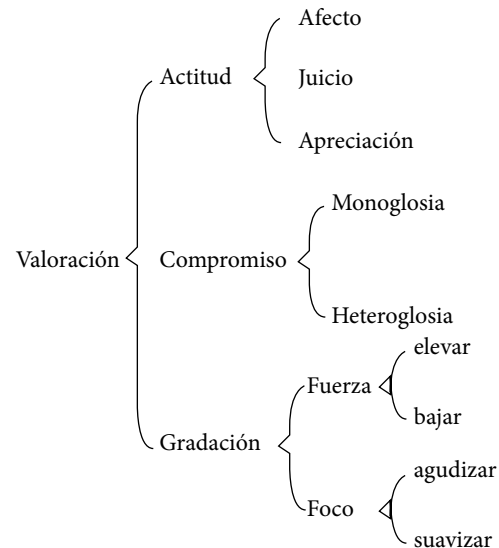 Afecto
Actitud
Juicio
Apreciación
Monoglosia
Valoración
Compromiso
Heteroglosia
elevar
Fuerza
bajar
Gradación
agudizar
Foco
suavizar